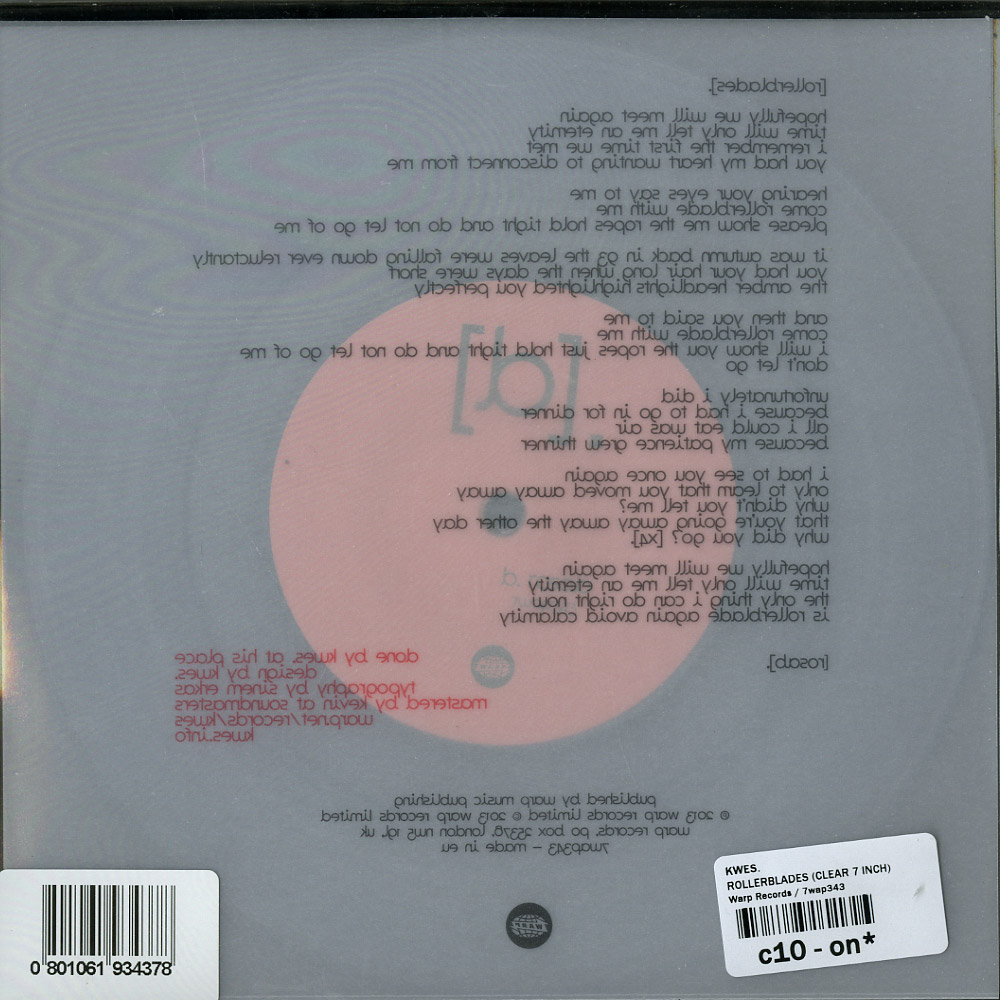 [rollerblades].
hopefully we will meet again
time will only tell me an eternity
i remember the first time we met
you had my heart wanting to disconnect from me
hearing your eyes say to me
come rollerblade with me
please show me the ropes hold tight and do not let go of me
it was autumn back in 93 the leaves were falling down ever reluctantly
you had your hair long when the days were short
the amber headlights highlighted you perfectly
and then you said to me
come rollerblade with me
i will show you the ropes just hold tight and do not let go of me
don't let go
unfortunately i did
because i had to go in for dinner
all i could eat was air
because my patience grew thinner
i had to see you once again
only to learn that you moved away away
why didn't you tell me?
that you're going away away the other day
why did you go? [x4].
hopefully we will meet again
time will only tell me an eternity
the only thing i can do right now
is rollerblade again avoid calamity
[rosab].
[a]
done by kwes. at his place
design by kwes.
typography by sinem erkas
mastered by kevin at soundmasters
warp.net/records/kwes
kwes.info
published by warp music publishing
℗ 2013 warp records limited © 2013 warp records limited
warp records, po box 25378, london nw5 1gl, uk
7wap343 – made in eu
WARP
0 801061 934378
KWES.
ROLLERBLADES (CLEAR 7 INCH)
Warp Records / 7wap343
c10 - on*